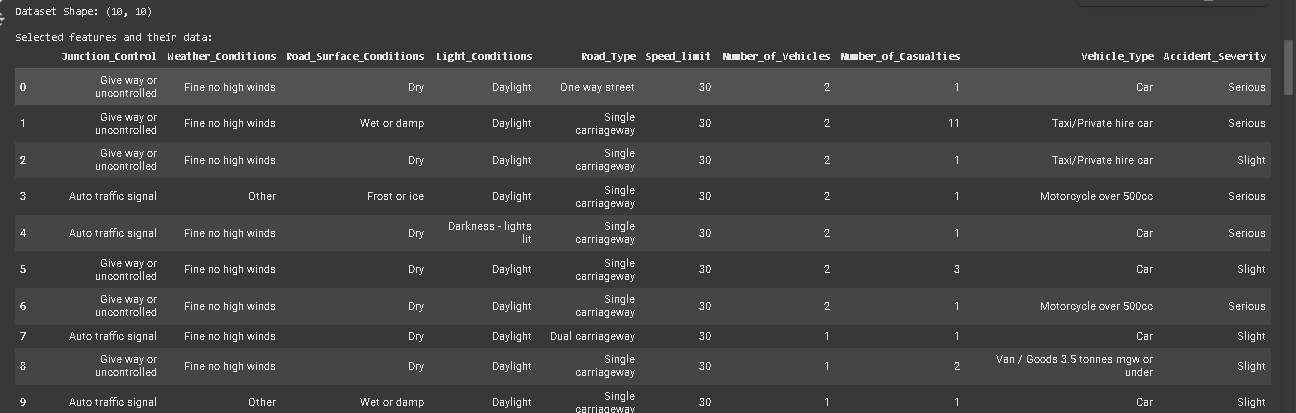 Dataset Shape: (10, 10)
Selected features and their data:
Junction_Control Weather_Conditions Road_Surface_Conditions Light_Conditions Road_Type Speed_limit Number_of_Vehicles Number_of_Casualties Vehicle_Type Accident_Severity
0 Give way or uncontrolled Fine no high winds Dry Daylight One way street 30 2 1 Car Serious
1 Give way or uncontrolled Fine no high winds Wet or damp Daylight Single carriageway 30 2 11 Taxi/Private hire car Serious
2 Give way or uncontrolled Fine no high winds Dry Daylight Single carriageway 30 2 1 Taxi/Private hire car Slight
3 Auto traffic signal Other Frost or ice Daylight Single carriageway 30 2 1 Motorcycle over 500cc Serious
4 Auto traffic signal Fine no high winds Dry Darkness - lights lit Single carriageway 30 2 1 Car Serious
5 Give way or uncontrolled Fine no high winds Dry Daylight Single carriageway 30 2 3 Car Slight
6 Give way or uncontrolled Fine no high winds Dry Daylight Single carriageway 30 2 1 Motorcycle over 500cc Serious
7 Auto traffic signal Fine no high winds Dry Daylight Dual carriageway 30 1 1 Car Slight
8 Give way or uncontrolled Fine no high winds Dry Daylight Single carriageway 30 1 2 Van / Goods 3.5 tonnes mgw or under Slight
9 Auto traffic signal Other Wet or damp Daylight Single carriageway 30 1 1 Car Slight